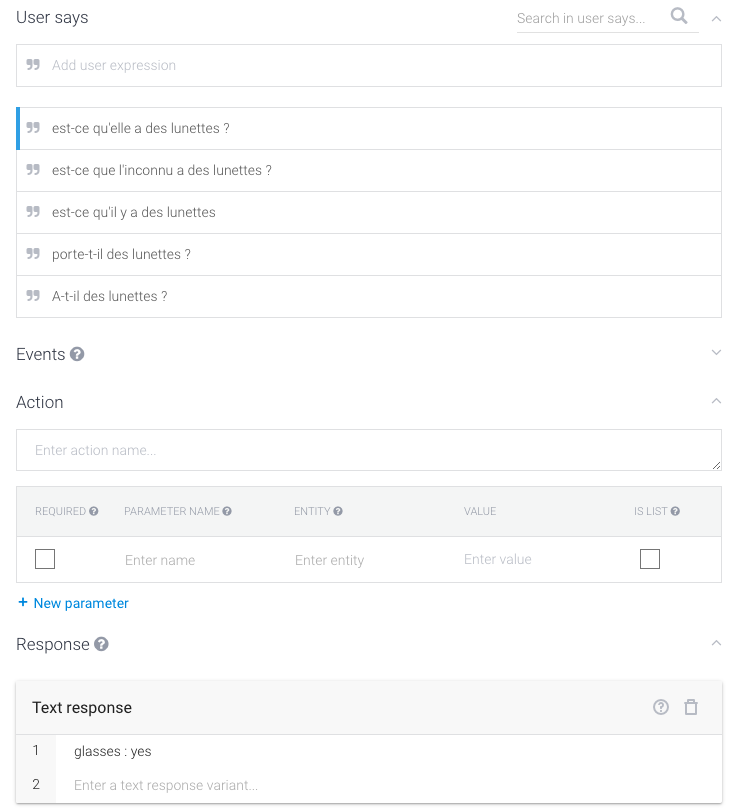 User says
Search in user says...
Add user expression
est-ce qu'elle a des lunettes ?
est-ce que l'inconnu a des lunettes ?
est-ce qu'il y a des lunettes
porte-t-il des lunettes ?
A-t-il des lunettes ?
Events
Action
Enter action name...
REQUIRED PARAMETER NAME ENTITY VALUE IS LIST
Enter name Enter entity Enter value
+ New parameter
Response
Text response
1 glasses : yes
2 Enter a text response variant...